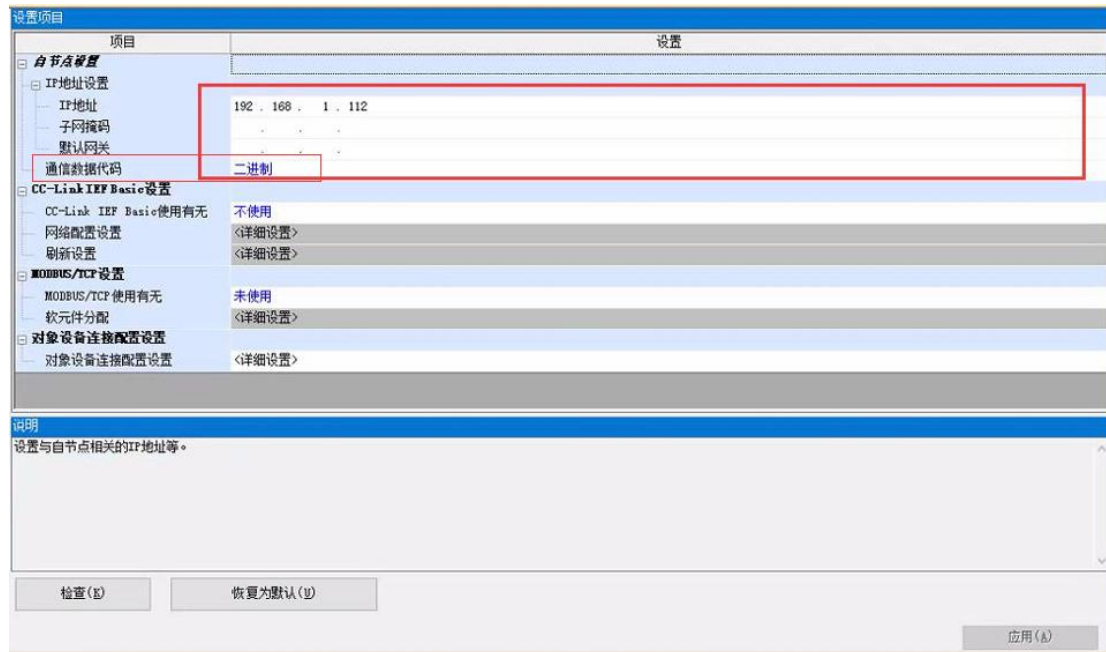 设置项目
项目 设置
自节点设置
IP地址设置
IP地址 192 . 168 . 1 . 112
子网掩码 . . .
默认网关 . . .
通信数据代码 二进制
CC-Link IEF Basic设置
CC-Link IEF Basic使用有无 不使用
网络配置设置 <详细设置>
刷新设置 <详细设置>
MODBUS/TCP设置
MODBUS/TCP使用有无 未使用
软元件分配 <详细设置>
对象设备连接配置设置
对象设备连接配置设置 <详细设置>
说明
设置与自节点相关的IP地址等。
检查(K) 恢复为默认(U)
应用(A)